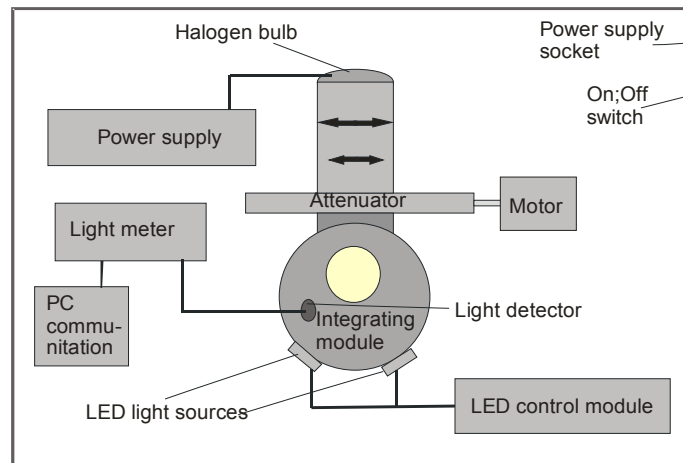 Halogen bulb
Power supply
socket
On;Off
switch
Power supply
Attenuator
Motor
Light meter
PC
commu-
nitation
Light detector
Integrating
module
LED light sources
LED control module